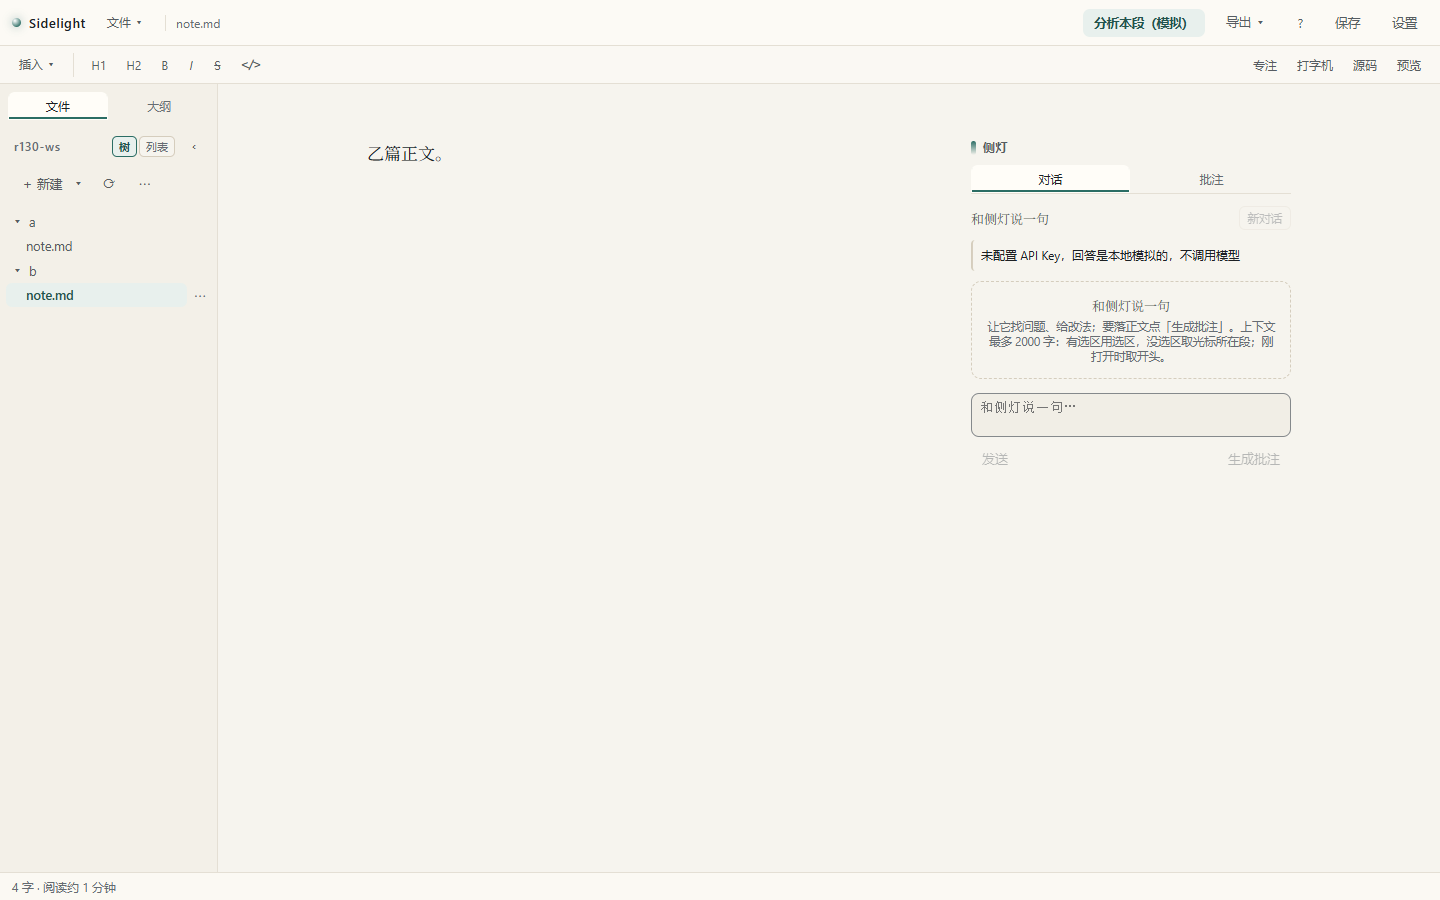 Sidelight 文件 note.md 分析本段（模拟） 导出 ? 保存 设置
插入 H1 H2 B I S </> 专注 打字机 源码 预览
文件 大纲
r130-ws 树 列表
+ 新建 ...
a
note.md
b
note.md ...
乙篇正文。
侧灯
对话 批注
和侧灯说一句 新对话
未配置 API Key，回答是本地模拟的，不调用模型
和侧灯说一句
让它找问题、给改法；要落正文点「生成批注」。上下文
最多 2000 字：有选区用选区，没选区取光标所在段；刚
打开时取开头。
和侧灯说一句…
发送 生成批注
4 字 · 阅读约 1 分钟